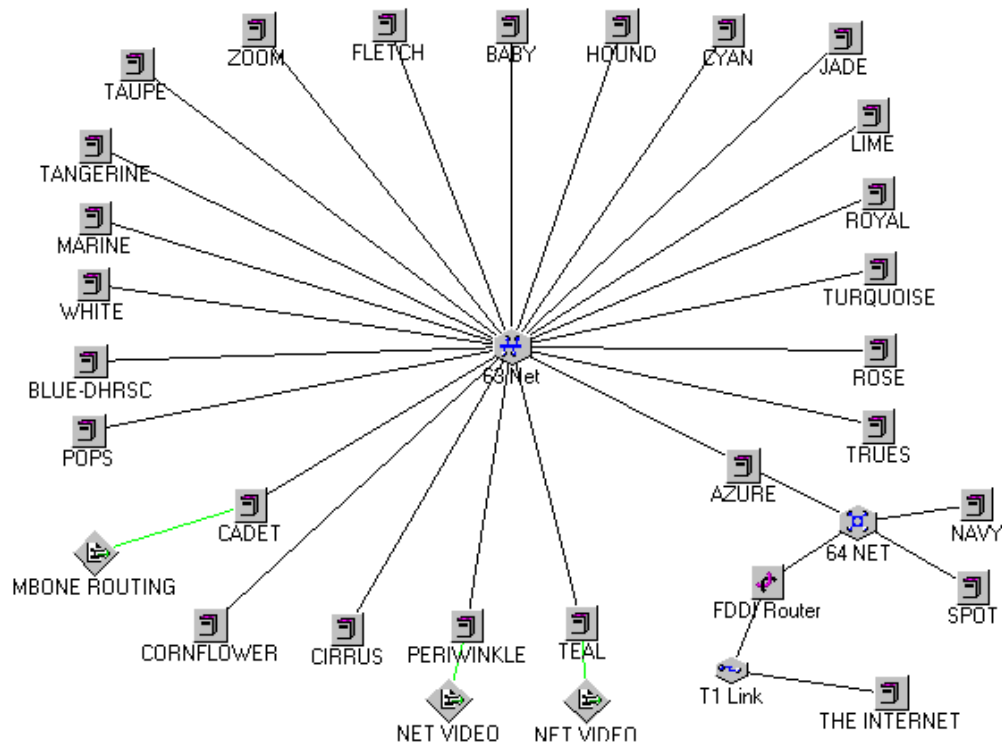 ZOOM
FLETCH
BABY
HOUND
CYAN
JADE
TAUPE
LIME
TANGERINE
ROYAL
MARINE
TURQUOISE
WHITE
63 Net
BLUE-DHRSC
ROSE
POPS
TRUES
AZURE
CADET
NAVY
64 NET
MBONE ROUTING
FDDI Router
SPOT
CORNFLOWER
CIRRUS
PERIWINKLE
TEAL
T1 Link
THE INTERNET
NET VIDEO
NET VIDEO